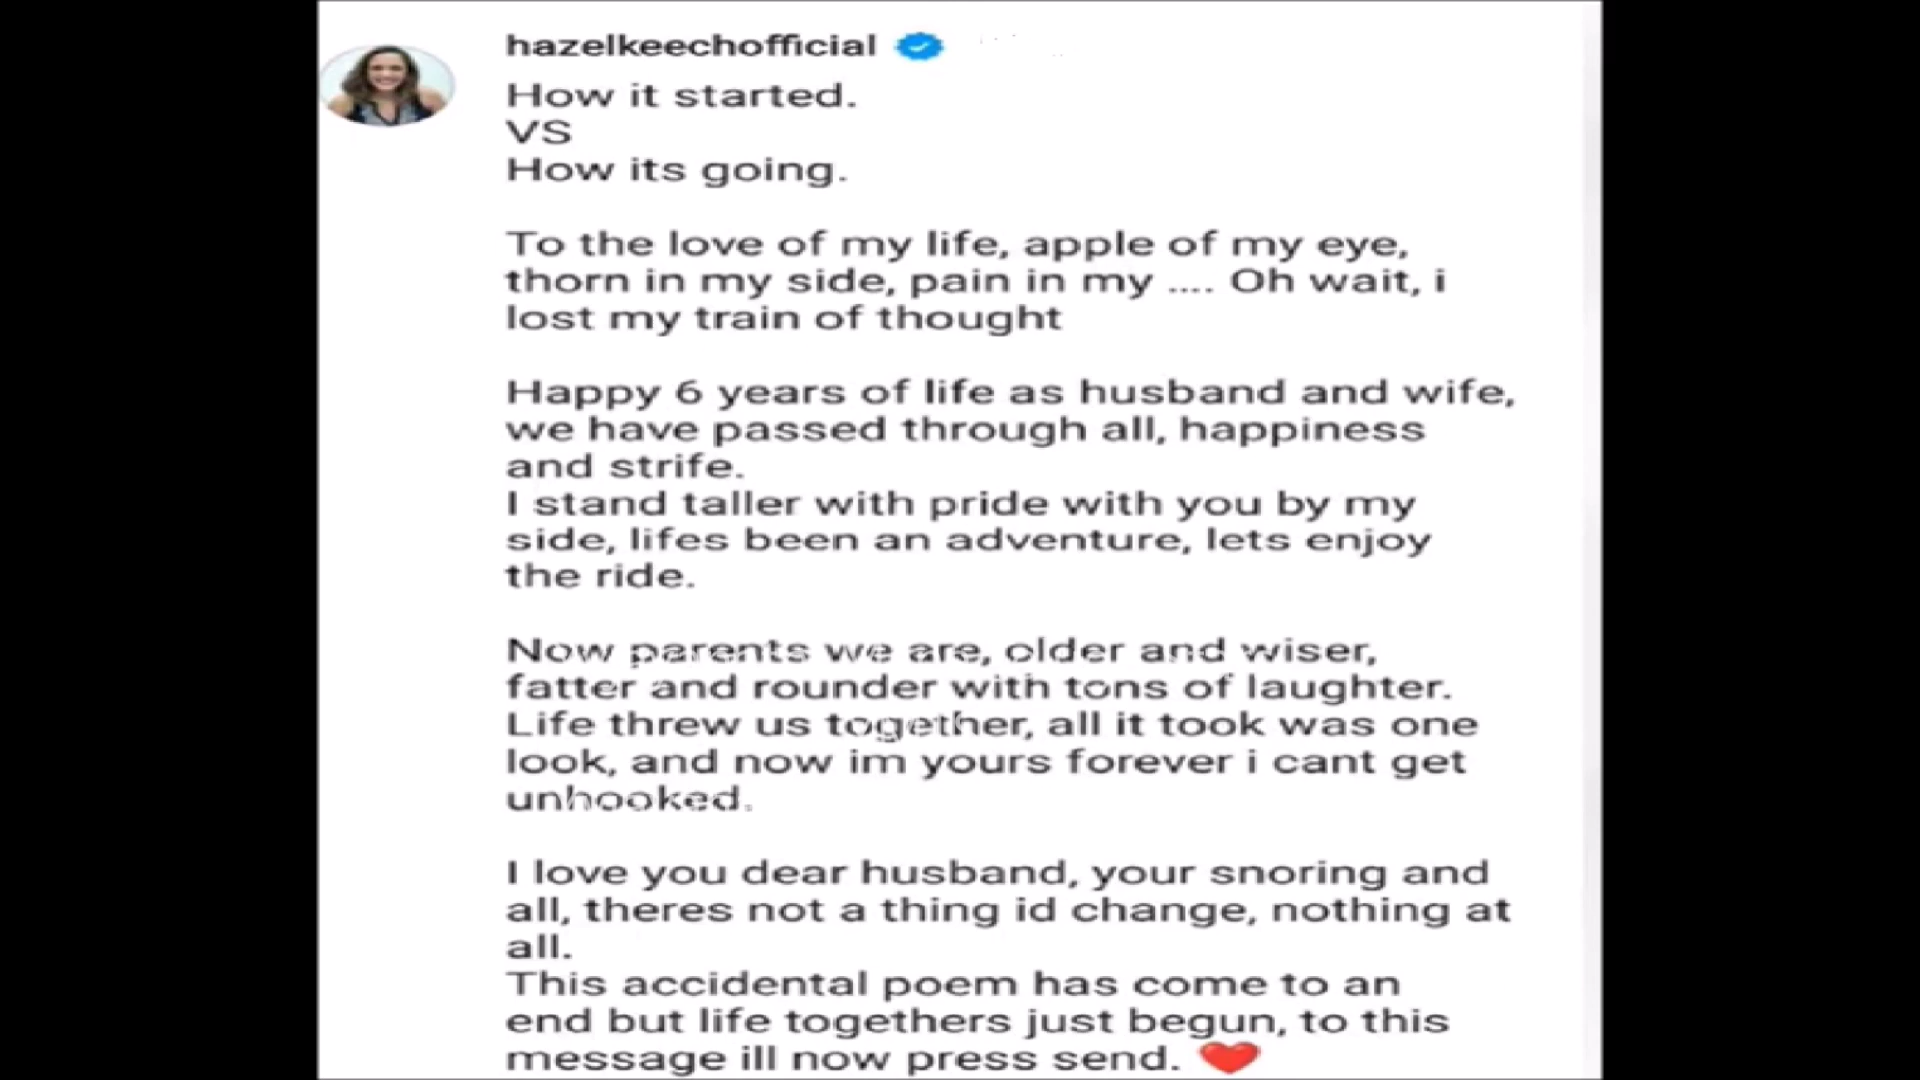 hazelkeechofficial
How it started.
VS
How its going.
To the love of my life, apple of my eye,
thorn in my side, pain in my .... Oh wait, i
lost my train of thought
Happy 6 years of life as husband and wife,
we have passed through all, happiness
and strife.
I stand taller with pride with you by my
side, lifes been an adventure, lets enjoy
the ride.
Now parents we are, older and wiser,
fatter and rounder with tons of laughter.
Life threw us together, all it took was one
look, and now im yours forever i cant get
unhooked.
I love you dear husband, your snoring and
all, theres not a thing id change, nothing at
all.
This accidental poem has come to an
end but life togethers just begun, to this
message ill now press send. ❤️